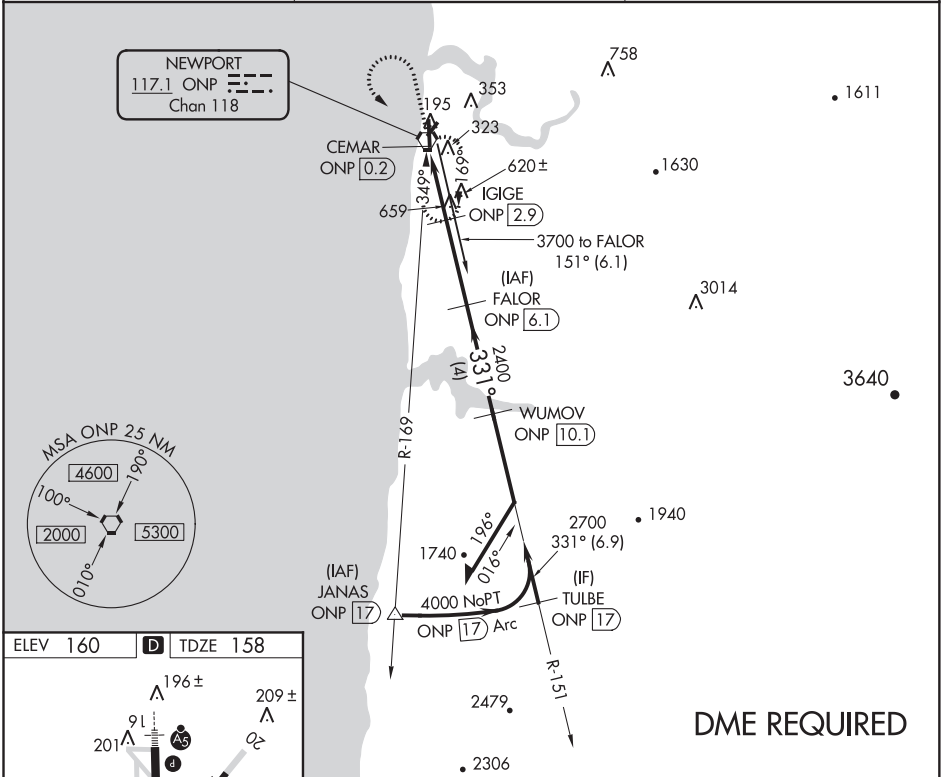 NEWPORT
117.1 ONP
Chan 118
758
353
1611
195
323
CEMAR
ONP 0.2
349°
169°
620±
1630
IGIGE
659
ONP 2.9
3700 to FALOR
151° (6.1)
(IAF)
FALOR
ONP 6.1
3014
2400
331°
(4)
3640
WUMOV
ONP 10.1
R-169
MSA ONP 25 NM
4600
190°
100°
2000
5300
010°
196°
016°
1740
2700
331° (6.9)
1940
(IAF)
JANAS
ONP 17
4000 NoPT
ONP 17 Arc
(IF)
TULBE
ONP 17
R-151
ELEV 160
D
TDZE 158
196±
209±
16
201
A5
P
20
2479
DME REQUIRED
2306